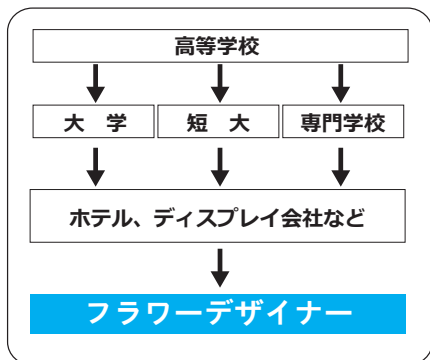 高等学校
大　学
短　大
専門学校
ホテル、ディスプレイ会社など
フラワーデザイナー